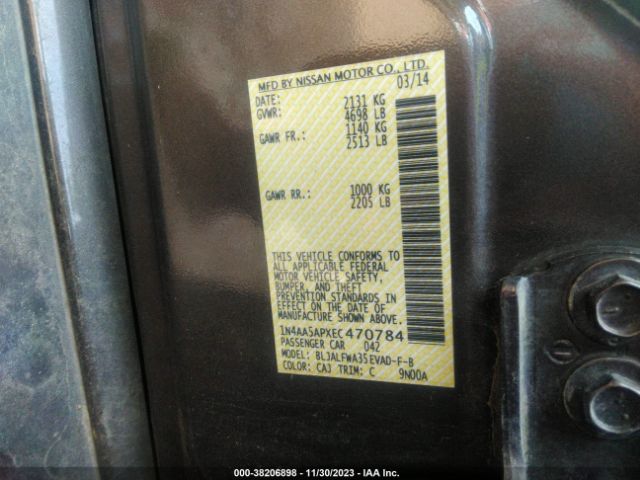 MFD BY NISSAN MOTOR CO., LTD.
03/14
DATE: 2131 KG
GVWR: 4698 LB
1140 KG
GAWR FR.: 2513 LB
GAWR RR.: 1000 KG
2205 LB
THIS VEHICLE CONFORMS TO
ALL APPLICABLE FEDERAL
MOTOR VEHICLE SAFETY,
BUMPER, AND THEFT
PREVENTION STANDARDS IN
EFFECT ON THE DATE OF
MANUFACTURE SHOWN ABOVE.
1N4AA5APXEC470784
PASSENGER CAR 042
MODEL: BLJALFWA35EVAD-F-B
COLOR: CAJ TRIM: C 9N00A
000-38206898 - 11/30/2023 - IAA Inc.